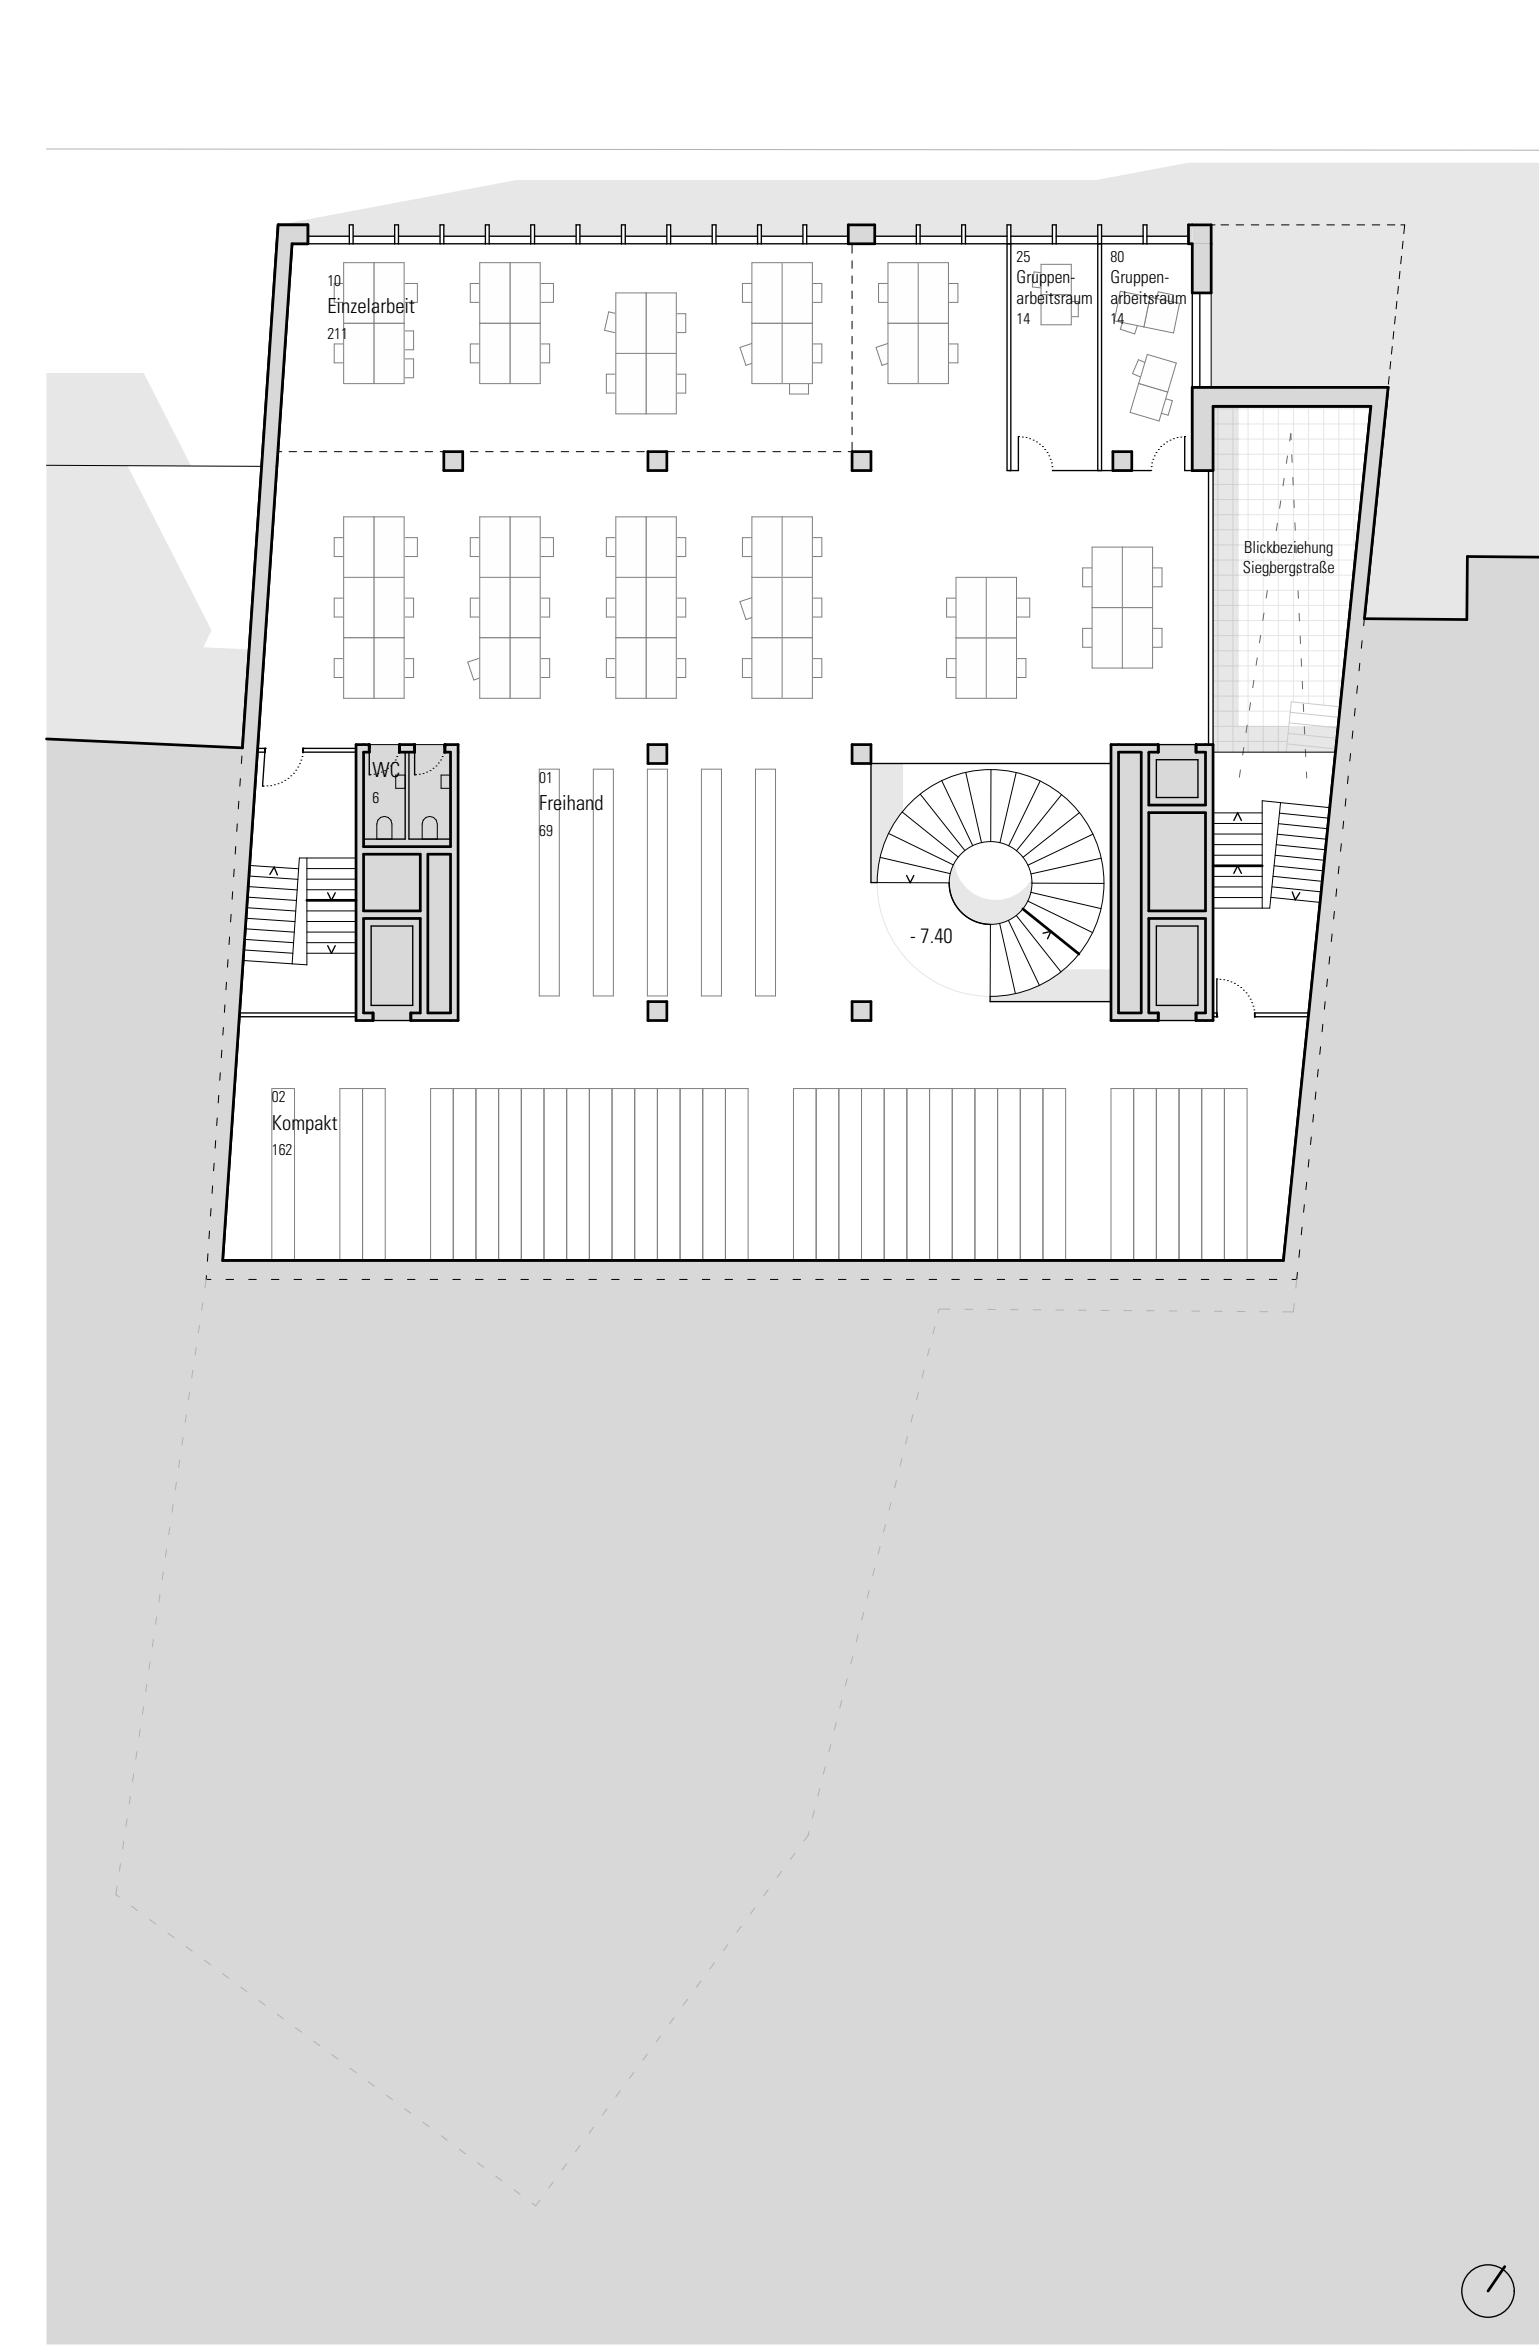 10
Einzelarbeit
211
25
Gruppen-
arbeitsraum
14
80
Gruppen-
arbeitsraum
14
Blickbeziehung
Siegbergstraße
WC
6
01
Freihand
69
- 7.40
02
Kompakt
162